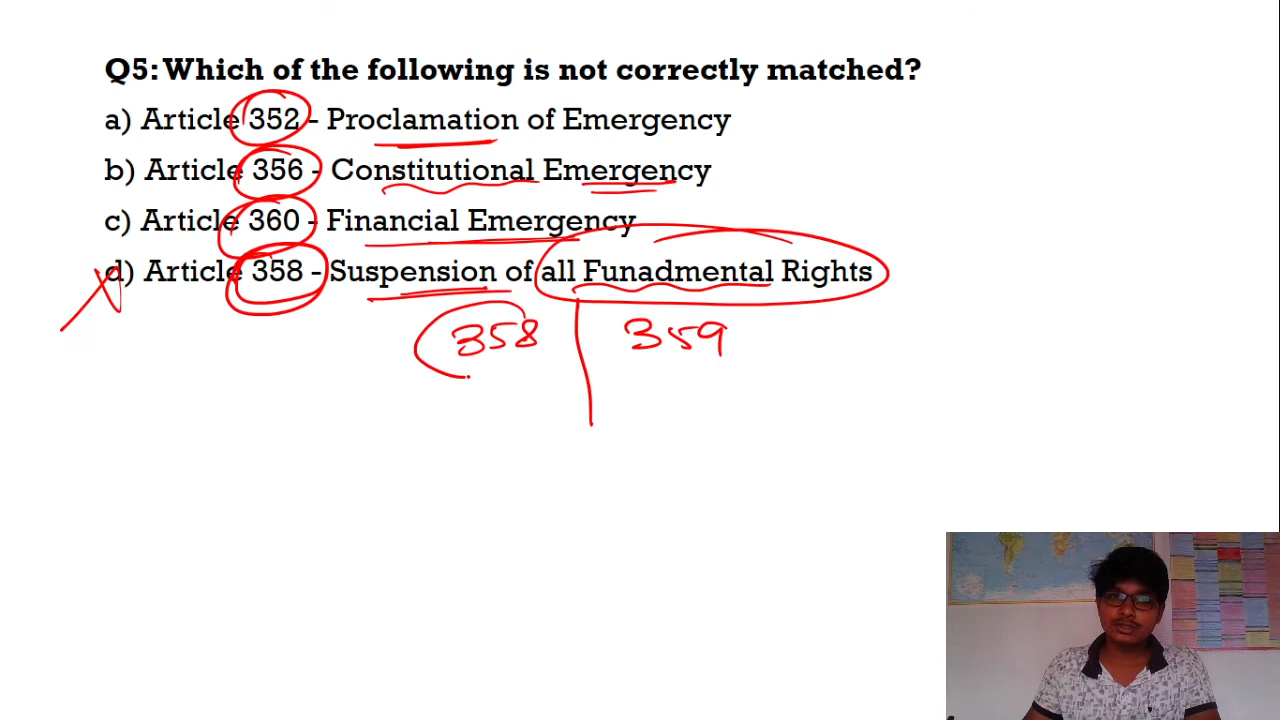 Q5: Which of the following is not correctly matched?
a) Article 352 - Proclamation of Emergency
b) Article 356 - Constitutional Emergency
c) Article 360 - Financial Emergency
d) Article 358 - Suspension of all Funadmental Rights
358 359